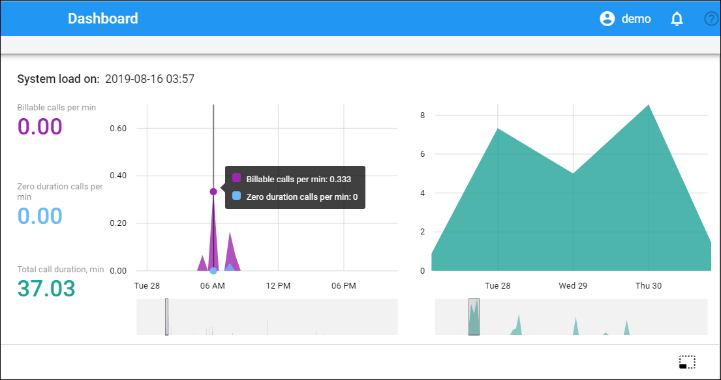 Dashboard
demo
System load on: 2019-08-16 03:57
Billable calls per min
0.00
Zero duration calls per
min
0.00
Total call duration, min
37.03
0.60
0.40
0.20
0.00
Billable calls per min: 0.333
Zero duration calls per min: 0
Tue 28
06 AM
12 PM
06 PM
8
6
4
2
0
Tue 28
Wed 29
Thu 30